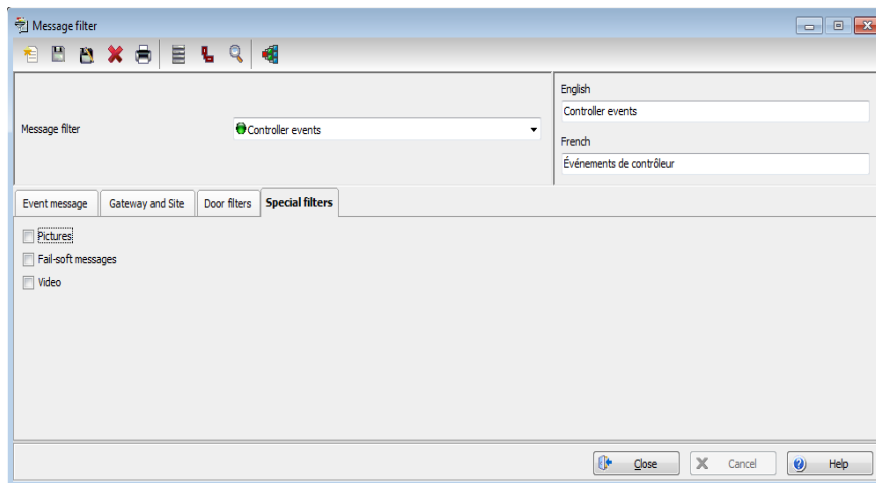 Message filter
English
Controller events
Message filter
Controller events
French
Événements de contrôleur
Event message
Gateway and Site
Door filters
Special filters
Pictures
Fail-soft messages
Video
Close
Cancel
Help